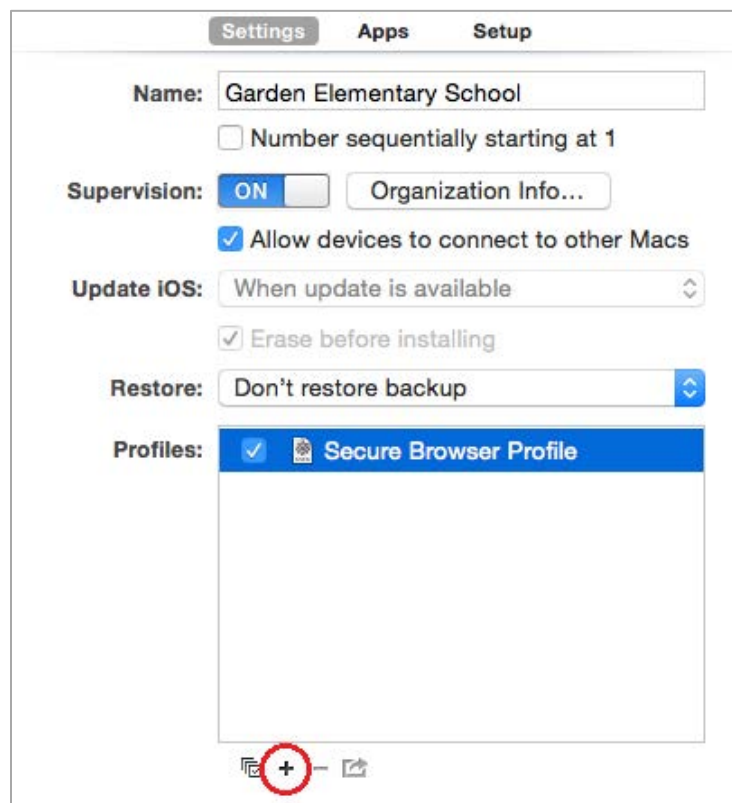 Settings Apps Setup
Name: Garden Elementary School
Number sequentially starting at 1
Supervision: ON Organization Info...
Allow devices to connect to other Macs
Update iOS: When update is available
Erase before installing
Restore: Don't restore backup
Profiles: Secure Browser Profile